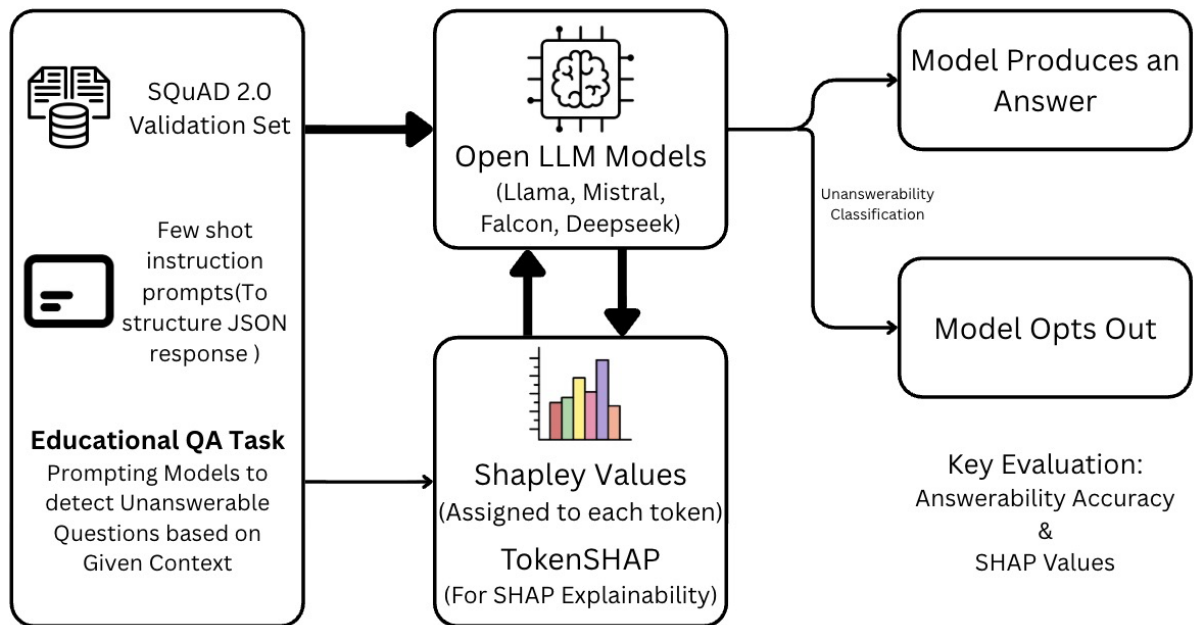 SQuAD 2.0
Validation Set
Few shot
instruction
prompts(To
structure JSON
response )
Educational QA Task
Prompting Models to
detect Unanswerable
Questions based on
Given Context
Open LLM Models
(Llama, Mistral,
Falcon, Deepseek)
Shapley Values
(Assigned to each token)
TokenSHAP
(For SHAP Explainability)
Model Produces an
Answer
Unanswerability
Classification
Model Opts Out
Key Evaluation:
Answerability Accuracy
&
SHAP Values